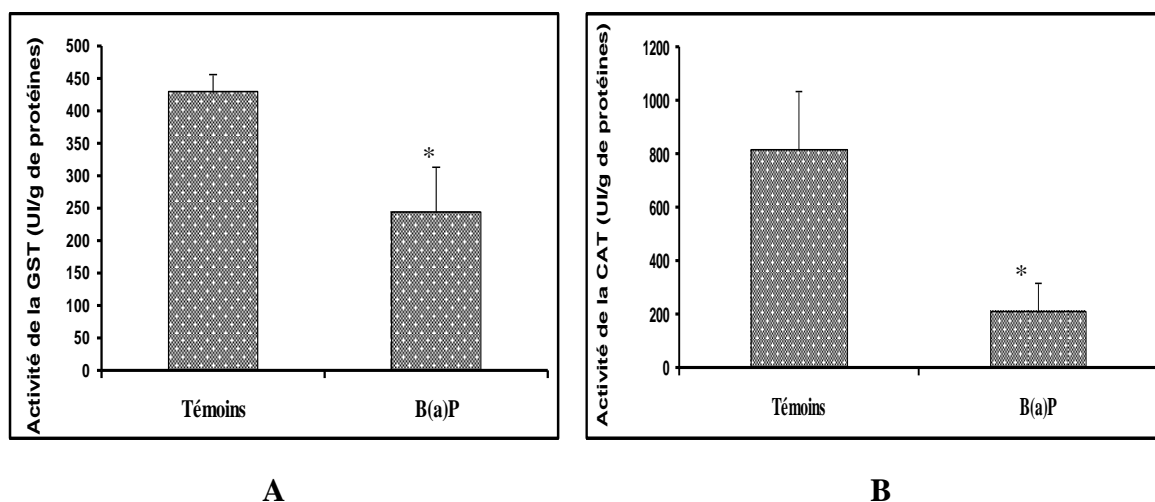 Activité de la GST (UI/g de protéines)
500
450
400
350
300
250
200
150
100
50
0
*
Témoins
B(a)P
A
Activité de la CAT (UI/g de protéines)
1200
1000
800
600
400
200
0
*
Témoins
B(a)P
B